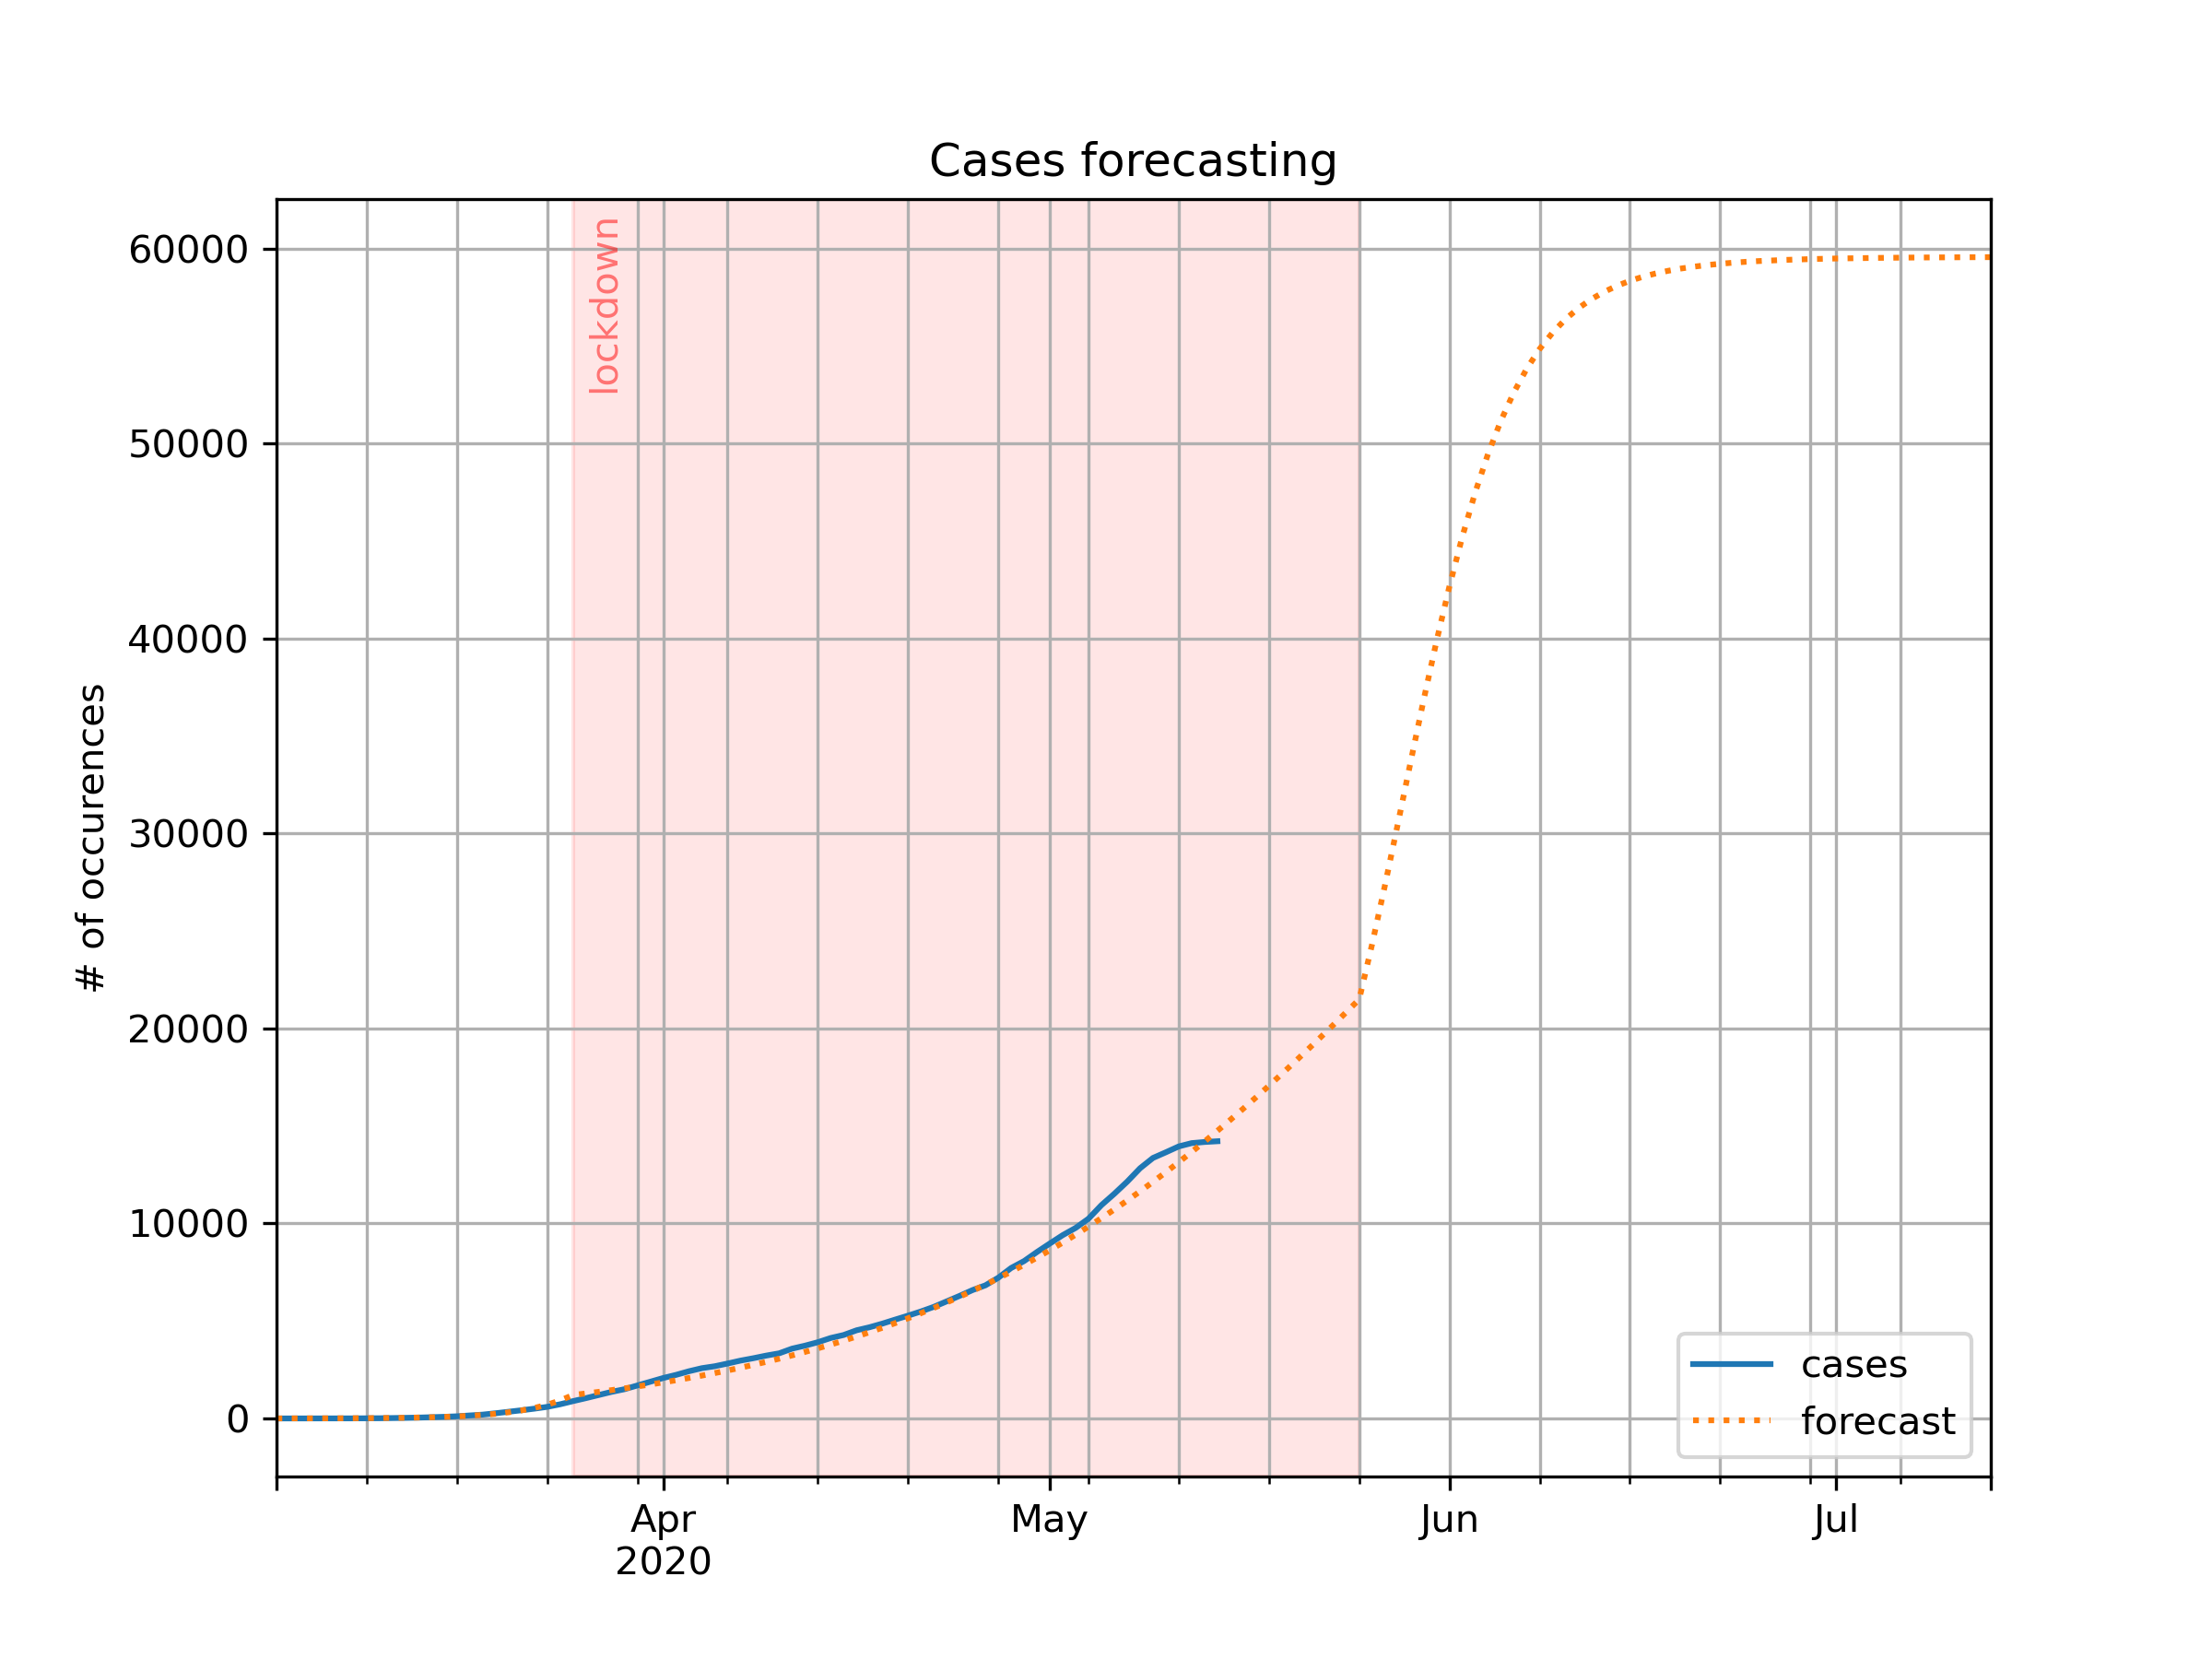 Cases forecasting
60000
50000
40000
30000
20000
10000
0
# of occurences
lockdown
Apr
2020
May
Jun
Jul
cases
forecast